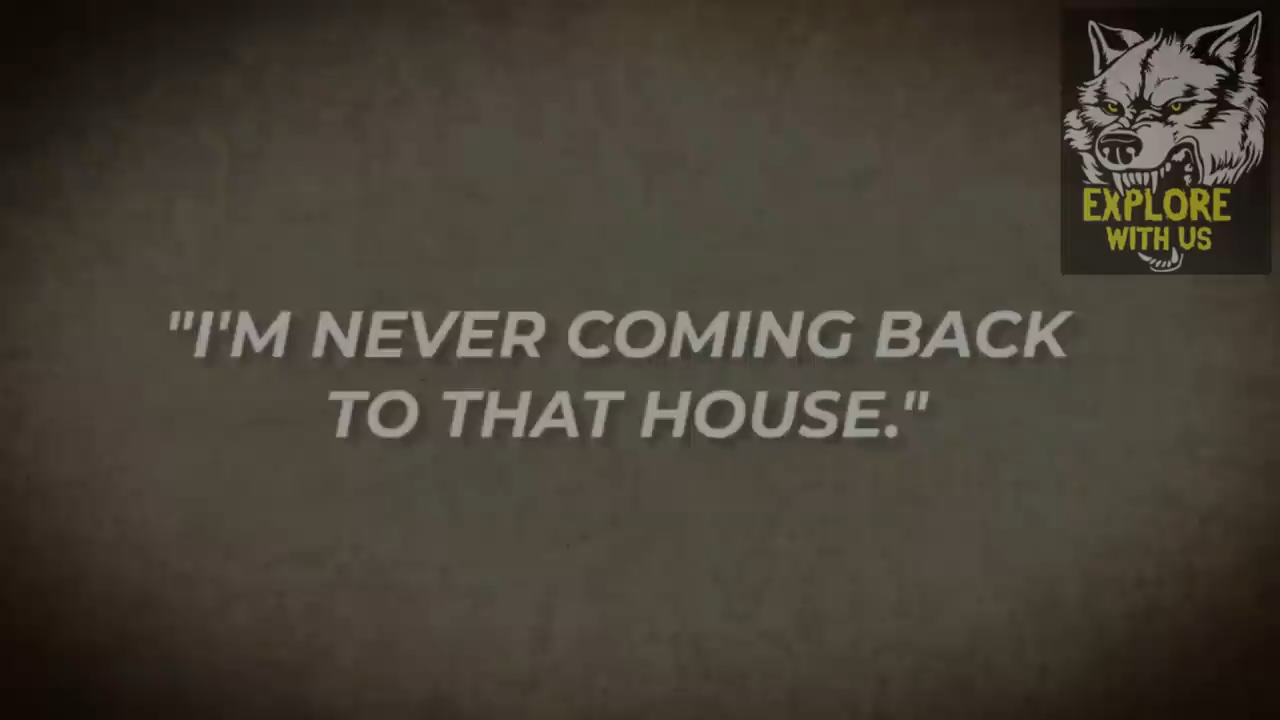 EXPLORE
WITH US
"I'M NEVER COMING BACK
TO THAT HOUSE."